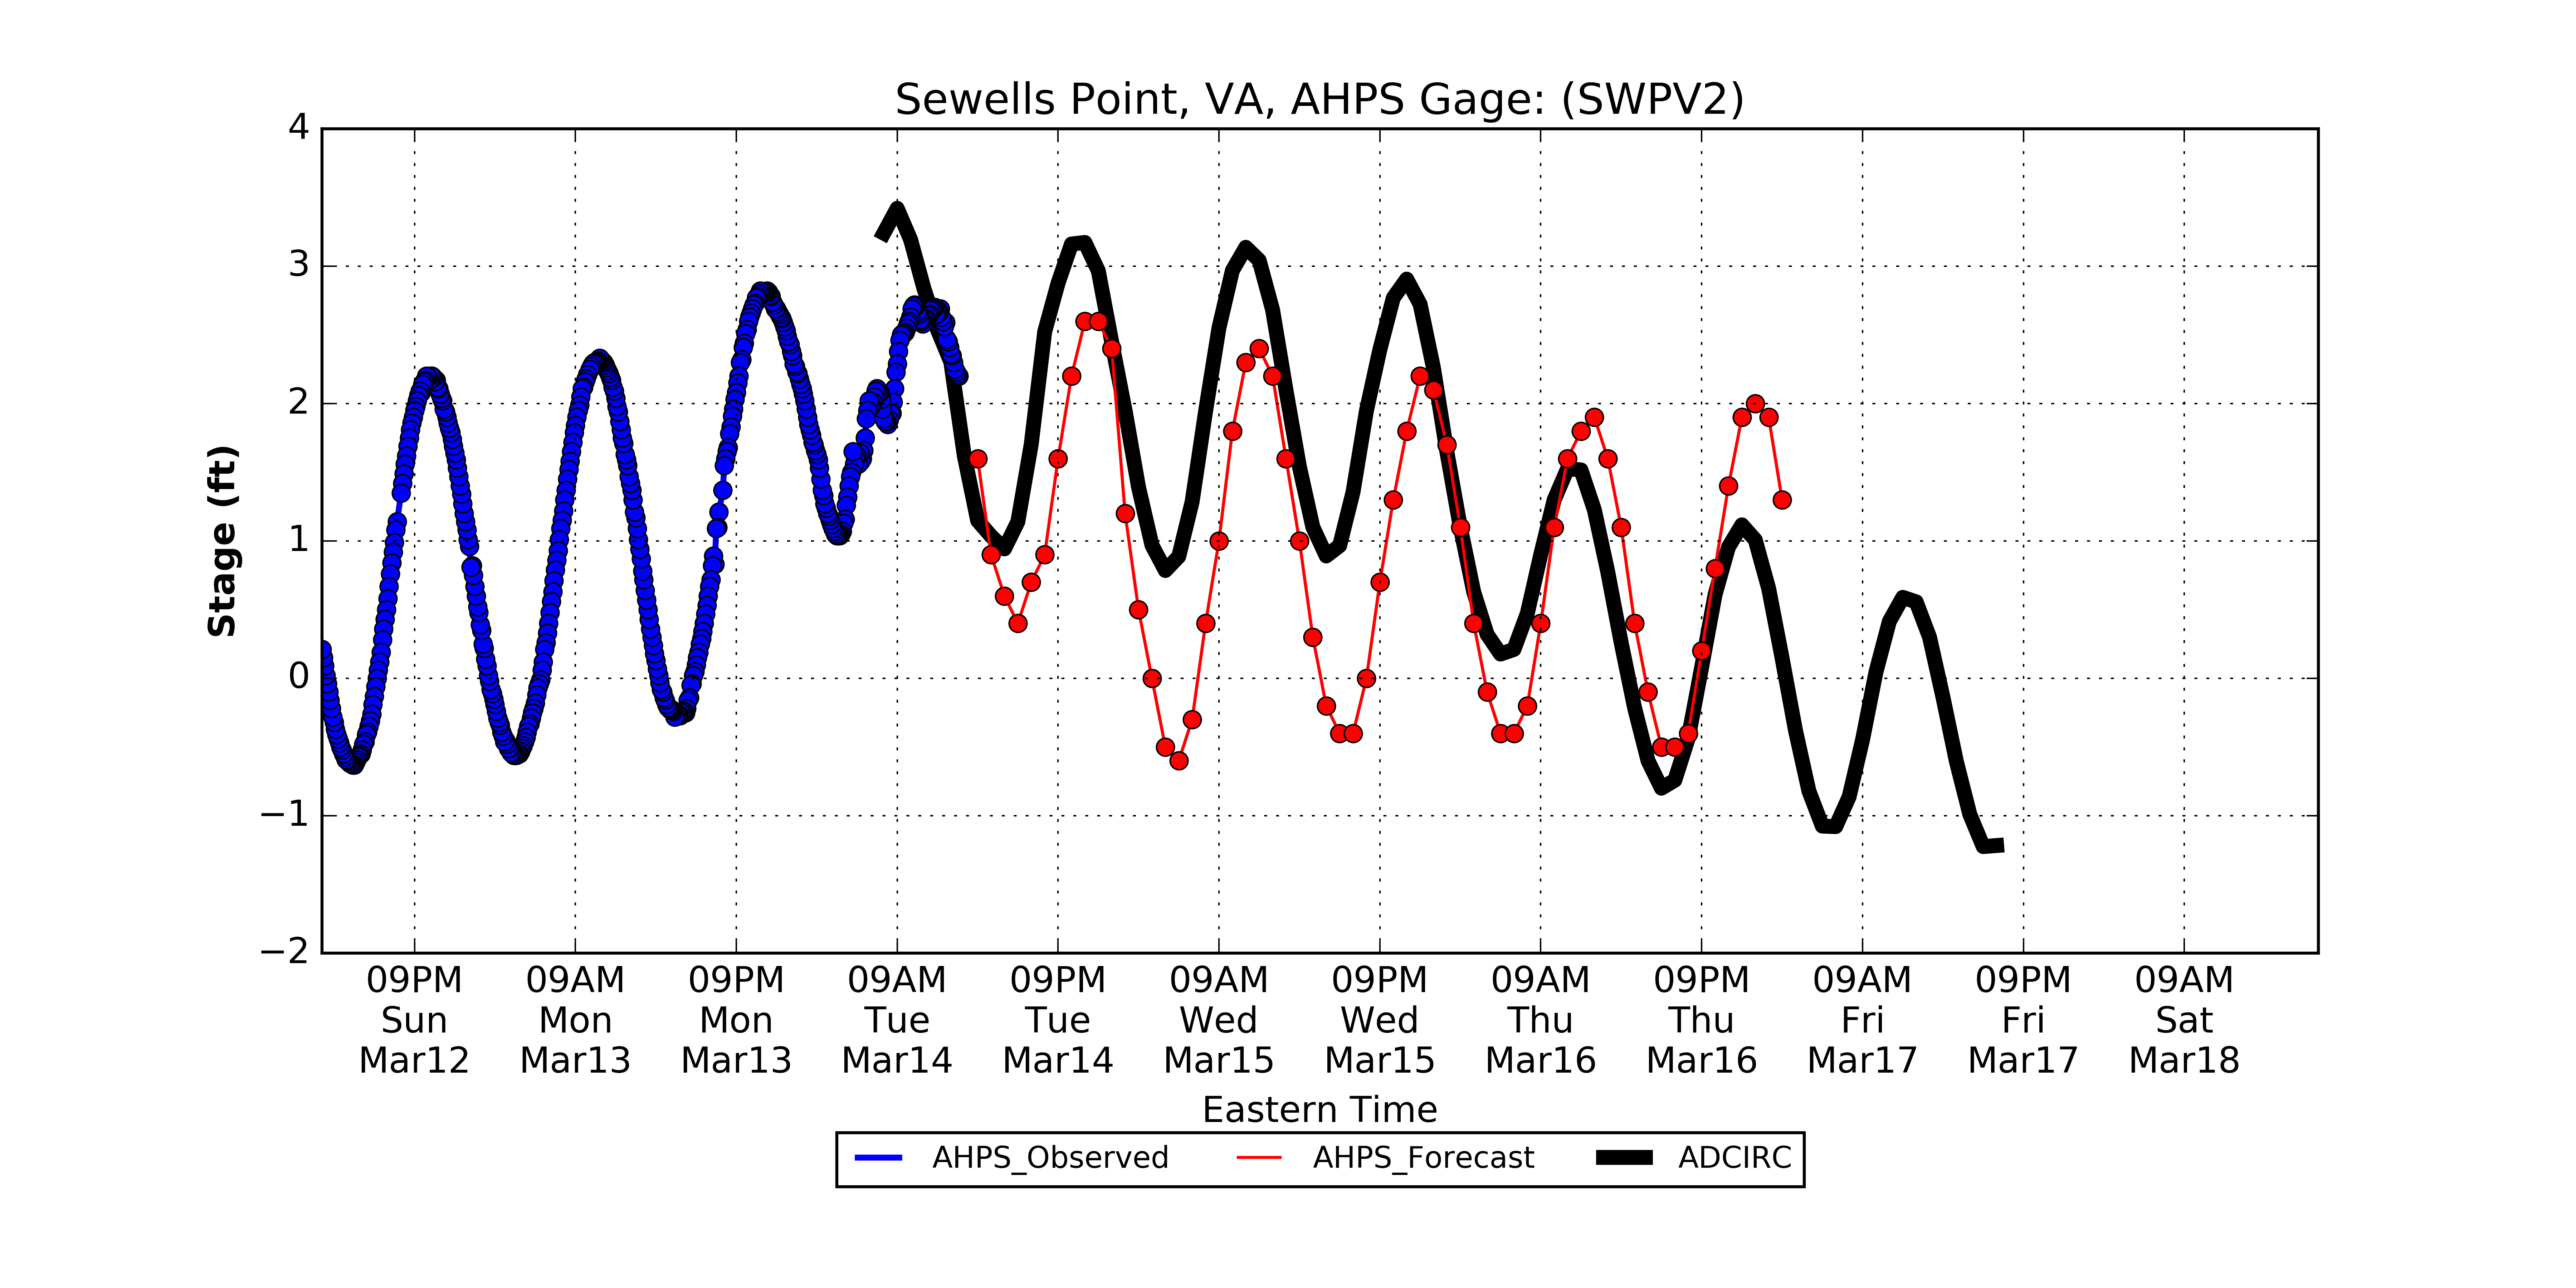 Sewells Point, VA, AHPS Gage: (SWPV2)
4
3
2
1
0
−1
−2
Stage (ft)
09PM 09AM 09PM 09AM 09PM 09AM 09PM 09AM 09PM 09AM 09PM 09AM
Sun Mon Mon Tue Tue Wed Wed Thu Thu Fri Fri Sat
Mar12 Mar13 Mar13 Mar14 Mar14 Mar15 Mar15 Mar16 Mar16 Mar17 Mar17 Mar18
Eastern Time
AHPS_Observed AHPS_Forecast ADCIRC